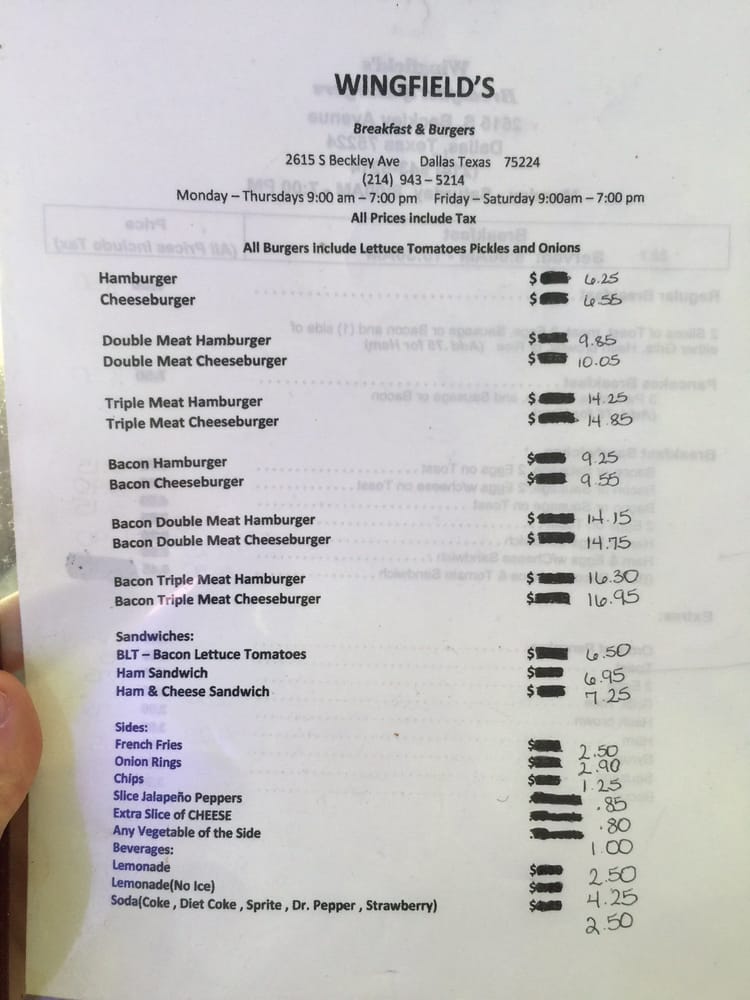 WINGFIELD'S
Breakfast & Burgers
2615 S Beckley Ave Dallas Texas 75224
(214) 943 – 5214
Monday – Thursdays 9:00 am – 7:00 pm Friday – Saturday 9:00am – 7:00 pm
All Prices Include Tax
All Burgers Include Lettuce Tomatoes Pickles and Onions
Hamburger $ 6.25
Cheeseburger $ 6.55
Double Meat Hamburger $ 9.85
Double Meat Cheeseburger $ 10.05
Triple Meat Hamburger $ 14.25
Triple Meat Cheeseburger $ 14.85
Bacon Hamburger $ 9.25
Bacon Cheeseburger $ 9.55
Bacon Double Meat Hamburger $ 14.15
Bacon Double Meat Cheeseburger $ 14.75
Bacon Triple Meat Hamburger $ 16.30
Bacon Triple Meat Cheeseburger $ 16.95
Sandwiches:
BLT – Bacon Lettuce Tomatoes $ 6.50
Ham Sandwich $ 6.95
Ham & Cheese Sandwich $ 7.25
Sides:
French Fries $ 2.50
Onion Rings $ 2.90
Chips $ 1.25
Slice Jalapeño Peppers .85
Extra Slice of CHEESE .80
Any Vegetable of the Side 1.00
Beverages:
Lemonade $ 2.50
Lemonade(No Ice) $ 4.25
Soda(Coke , Diet Coke , Sprite , Dr. Pepper , Strawberry) $ 2.50